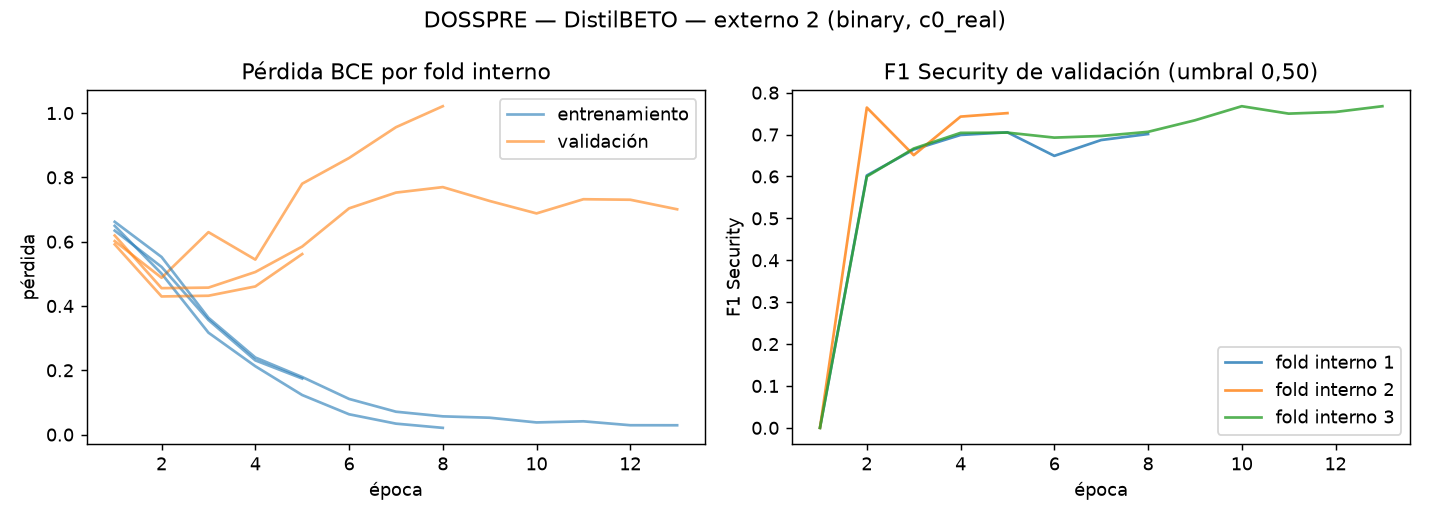 DOSSPRE — DistilBETO — externo 2 (binary, c0_real)
Pérdida BCE por fold interno
pérdida
1.0
0.8
0.6
0.4
0.2
0.0
2 4 6 8 10 12
época
entrenamiento
validación
F1 Security de validación (umbral 0,50)
F1 Security
0.8
0.7
0.6
0.5
0.4
0.3
0.2
0.1
0.0
2 4 6 8 10 12
época
fold interno 1
fold interno 2
fold interno 3